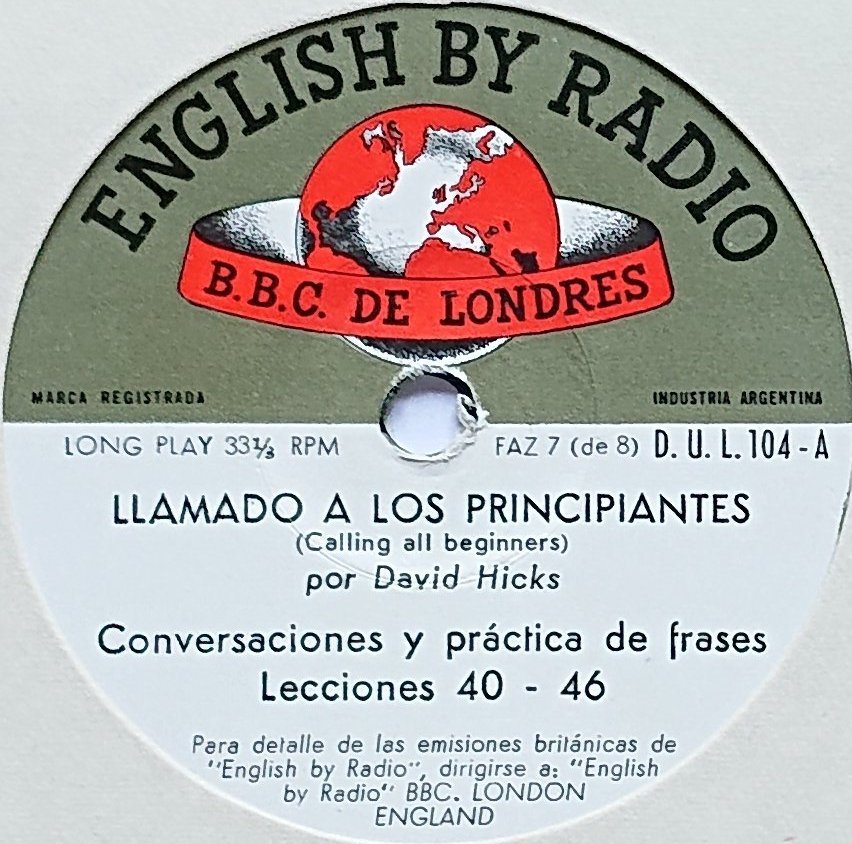 ENGLISH BY RADIO
B.B.C. DE LONDRES
MARCA REGISTRADA
INDUSTRIA ARGENTINA
LONG PLAY 33⅓ RPM
FAZ 7 (de 8) D. U. L. 104 - A
LLAMADO A LOS PRINCIPIANTES
(Calling all beginners)
por David Hicks
Conversaciones y práctica de frases
Lecciones 40 - 46
Para detalle de las emisiones británicas de
"English by Radio", dirigirse a: "English
by Radio" BBC. LONDON
ENGLAND